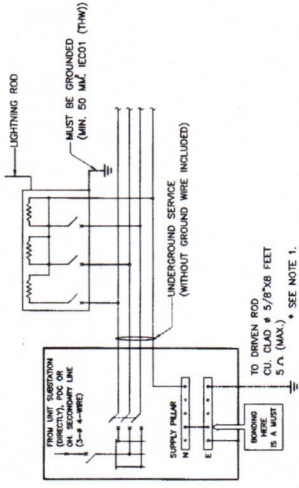 LIGHTNING ROD
MUST BE GROUNDED
(MIN. 50 MM². IEC01 (THW))
UNDERGROUND SERVICE
(WITHOUT GROUND WIRE INCLUDED)
FROM UNIT SUBSTATION
(DIRECTLY), PDC OR
OH. SECONDARY LINE
(3-Ø 4-WIRE)
SUPPLY PILLAR
N
E
BONDING
HERE
IS A MUST
TO DRIVEN ROD
CU. CLAD Ø 5/8"X8 FEET
5 Ω (MAX.) * SEE NOTE 1.